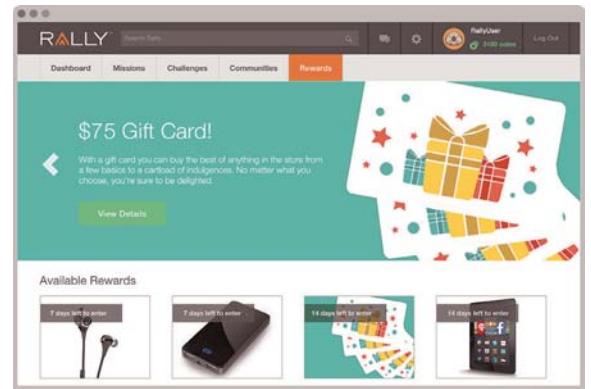 RALLY
Search Rally...
RallyUser
3100 coins
Log Out
Dashboard Missions Challenges Communities Rewards
$75 Gift Card!
With a gift card you can buy the best of anything in the store from
a few basics to a cartload of indulgences. No matter what you
choose, you're sure to be delighted.
View Details
Available Rewards
7 days left to enter
7 days left to enter
14 days left to enter
14 days left to enter